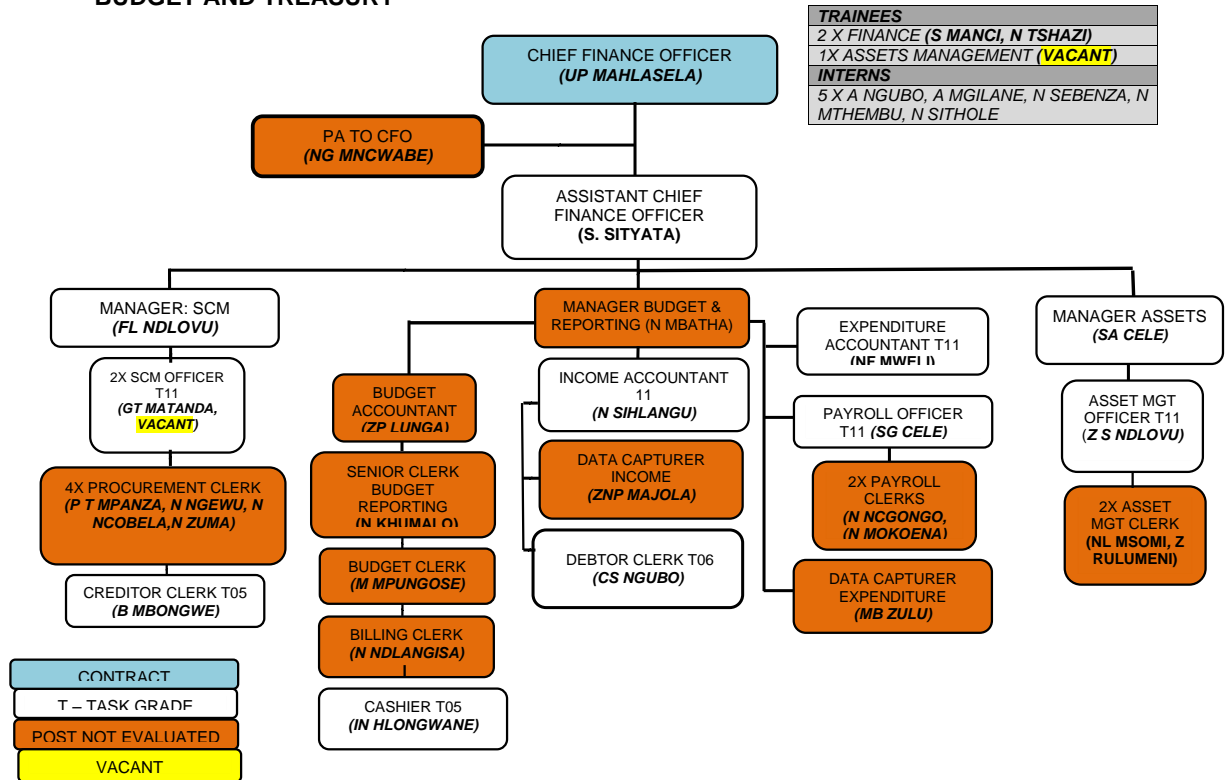 BUDGET AND TREASURY
TRAINEES
2 X FINANCE (S MANCI, N TSHAZI)
1X ASSETS MANAGEMENT (VACANT)
INTERNS
5 X A NGUBO, A MGILANE, N SEBENZA, N
MTHEMBU, N SITHOLE
CHIEF FINANCE OFFICER
(UP MAHLASELA)
PA TO CFO
(NG MNCWABE)
ASSISTANT CHIEF
FINANCE OFFICER
(S. SITYATA)
MANAGER: SCM
(FL NDLOVU)
2X SCM OFFICER
T11
(GT MATANDA,
VACANT)
4X PROCUREMENT CLERK
(P T MPANZA, N NGEWU, N
NCOBELA,N ZUMA)
CREDITOR CLERK T05
(B MBONGWE)
MANAGER BUDGET &
REPORTING (N MBATHA)
BUDGET
ACCOUNTANT
(ZP LUNGA)
SENIOR CLERK
BUDGET
REPORTING
(N KHUMALO)
BUDGET CLERK
(M MPUNGOSE)
BILLING CLERK
(N NDLANGISA)
CASHIER T05
(IN HLONGWANE)
INCOME ACCOUNTANT
11
(N SIHLANGU)
DATA CAPTURER
INCOME
(ZNP MAJOLA)
DEBTOR CLERK T06
(CS NGUBO)
EXPENDITURE
ACCOUNTANT T11
(NF MWELI)
PAYROLL OFFICER
T11 (SG CELE)
2X PAYROLL
CLERKS
(N NCGONGO,
(N MOKOENA)
DATA CAPTURER
EXPENDITURE
(MB ZULU)
MANAGER ASSETS
(SA CELE)
ASSET MGT
OFFICER T11
(Z S NDLOVU)
2X ASSET
MGT CLERK
(NL MSOMI, Z
RULUMENI)
CONTRACT
T – TASK GRADE
POST NOT EVALUATED
VACANT